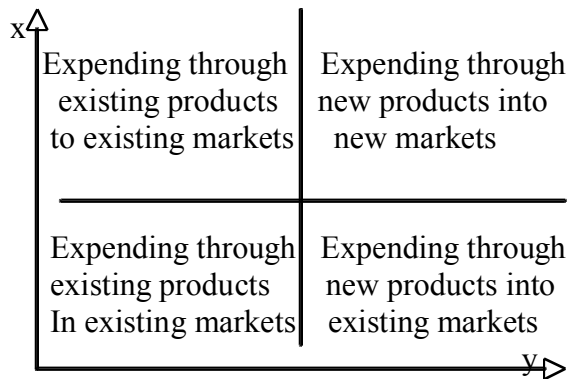 x
Expending through
existing products
to existing markets
Expending through
new products into
new markets
Expending through
existing products
In existing markets
Expending through
new products into
existing markets
y